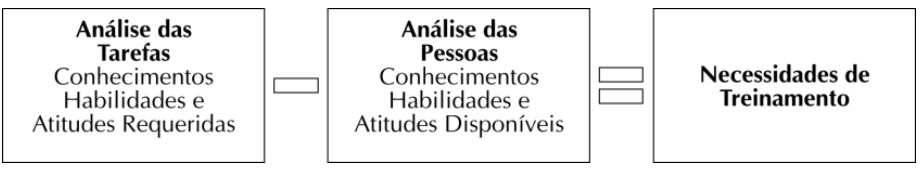 Análise das
Tarefas
Conhecimentos
Habilidades e
Atitudes Requeridas
Análise das
Pessoas
Conhecimentos
Habilidades e
Atitudes Disponíveis
Necessidades de
Treinamento